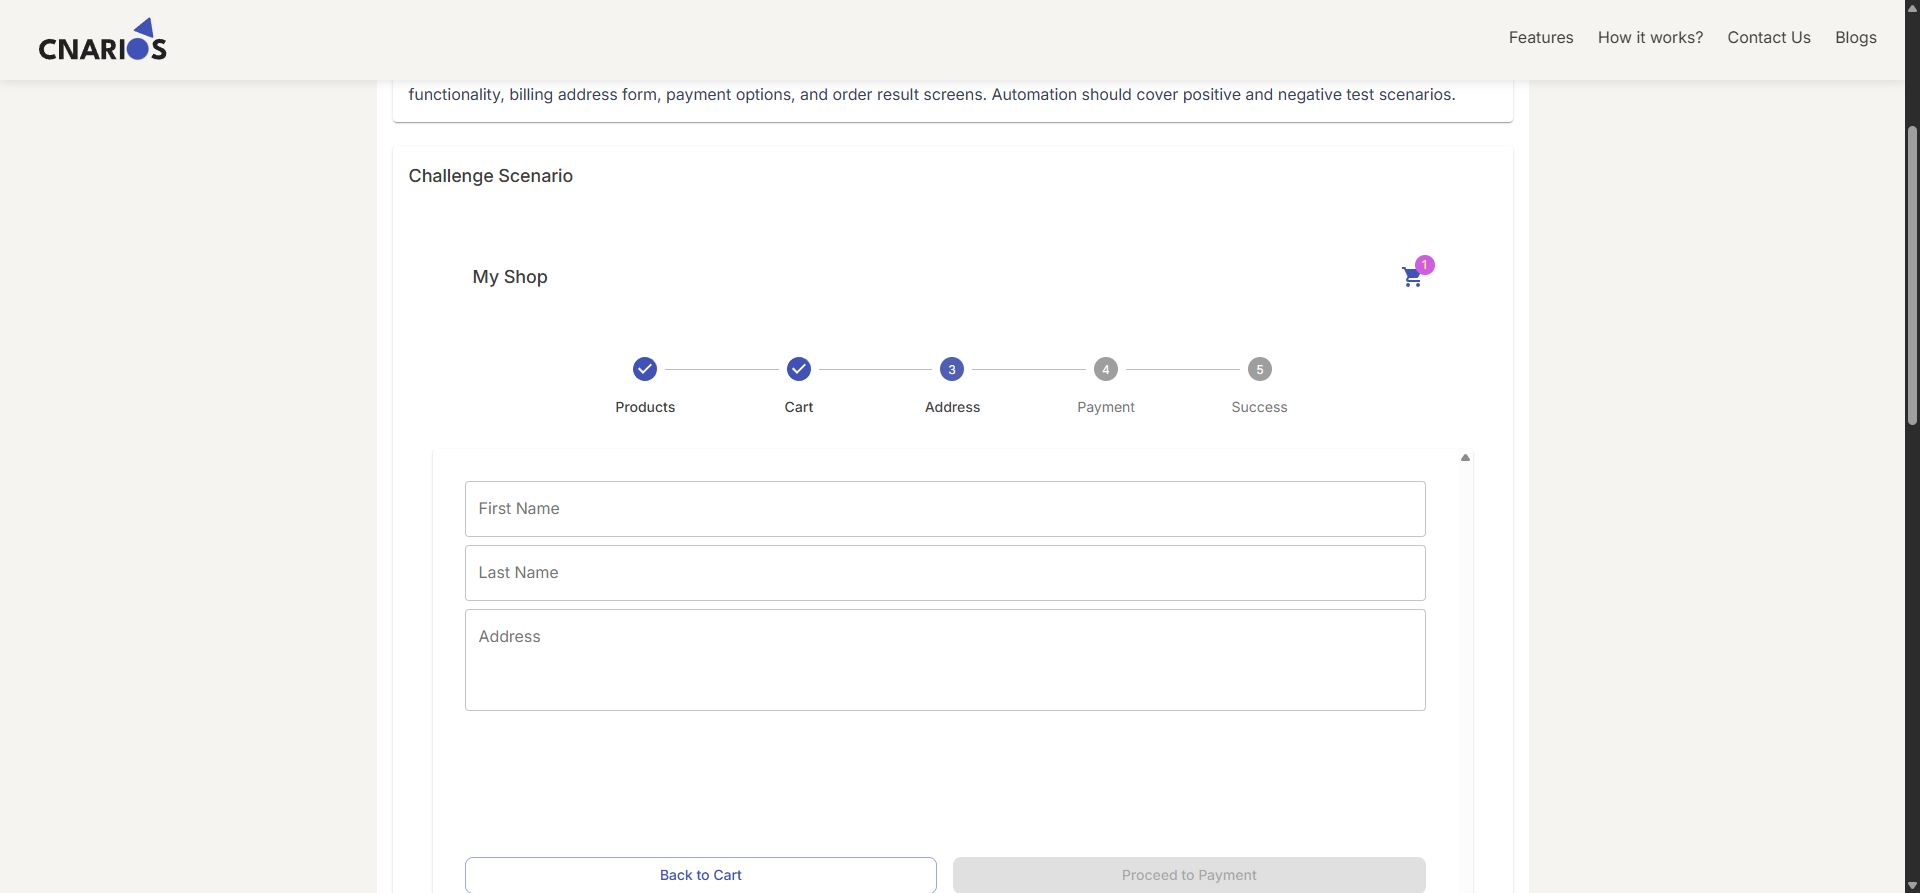 CNARIOS
Features
How it works?
Contact Us
Blogs
functionality, billing address form, payment options, and order result screens. Automation should cover positive and negative test scenarios.
Challenge Scenario
My Shop
1
3
4
5
Products
Cart
Address
Payment
Success
First Name
Last Name
Address
Back to Cart
Proceed to Payment